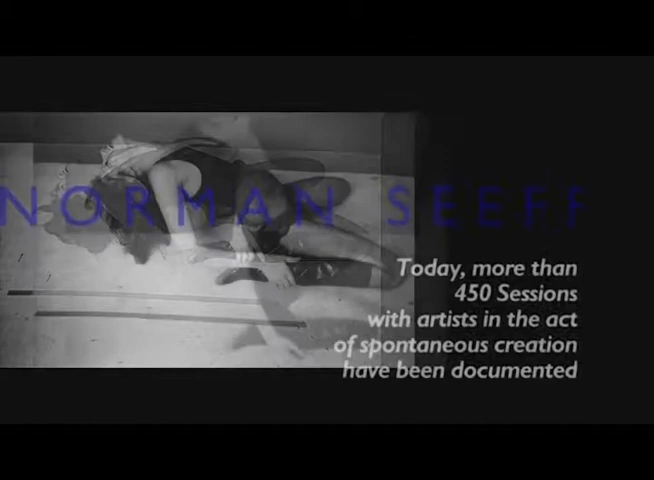 NORMAN SEEFF
Today, more than
450 Sessions
with artists in the act
of spontaneous creation
have been documented